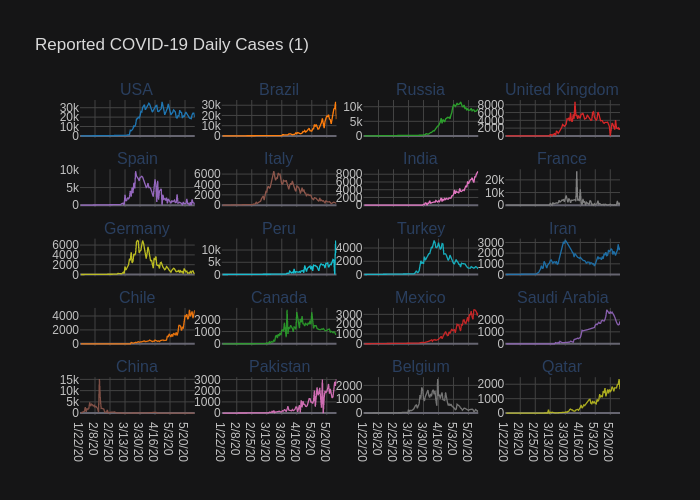 Reported COVID-19 Daily Cases (1)
USA Brazil Russia United Kingdom
30k 20k 10k 0 30k 20k 10k 0 10k 5k 0 8000 6000 4000 2000 0
Spain Italy India France
10k 5k 0 6000 4000 2000 0 8000 6000 4000 2000 0 20k 10k 0
Germany Peru Turkey Iran
6000 4000 2000 0 10k 5k 0 4000 2000 0 3000 2000 1000 0
Chile Canada Mexico Saudi Arabia
4000 2000 0 2000 1000 0 3000 2000 1000 0 2000 1000 0
China Pakistan Belgium Qatar
15k 10k 5k 0 3000 2000 1000 0 2000 1000 0 2000 1000 0
1/22/20 2/8/20 2/25/20 3/13/20 3/30/20 4/16/20 5/3/20 5/20/20 1/22/20 2/8/20 2/25/20 3/13/20 3/30/20 4/16/20 5/3/20 5/20/20 1/22/20 2/8/20 2/25/20 3/13/20 3/30/20 4/16/20 5/3/20 5/20/20 1/22/20 2/8/20 2/25/20 3/13/20 3/30/20 4/16/20 5/3/20 5/20/20